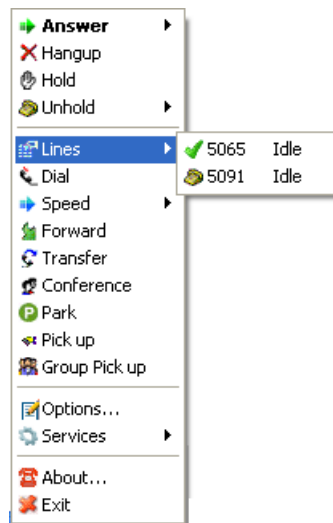 Answer
Hangup
Hold
Unhold
Lines
5065 Idle
5091 Idle
Dial
Speed
Forward
Transfer
Conference
P Park
Pick up
Group Pick up
Options...
Services
About...
Exit